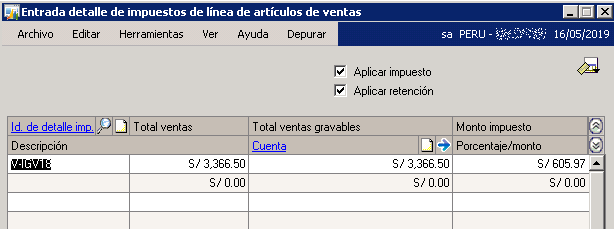 Entrada detalle de impuestos de línea de artículos de ventas
Archivo Editar Herramientas Ver Ayuda Depurar sa PERU - 16/05/2019
Aplicar impuesto
Aplicar retención
Id. de detalle imp. Total ventas Total ventas gravables Monto impuesto
Descripción Cuenta Porcentaje/monto
V-IGV18 S/ 3,366.50 S/ 3,366.50 S/ 605.97
S/ 0.00 S/ 0.00 S/ 0.00